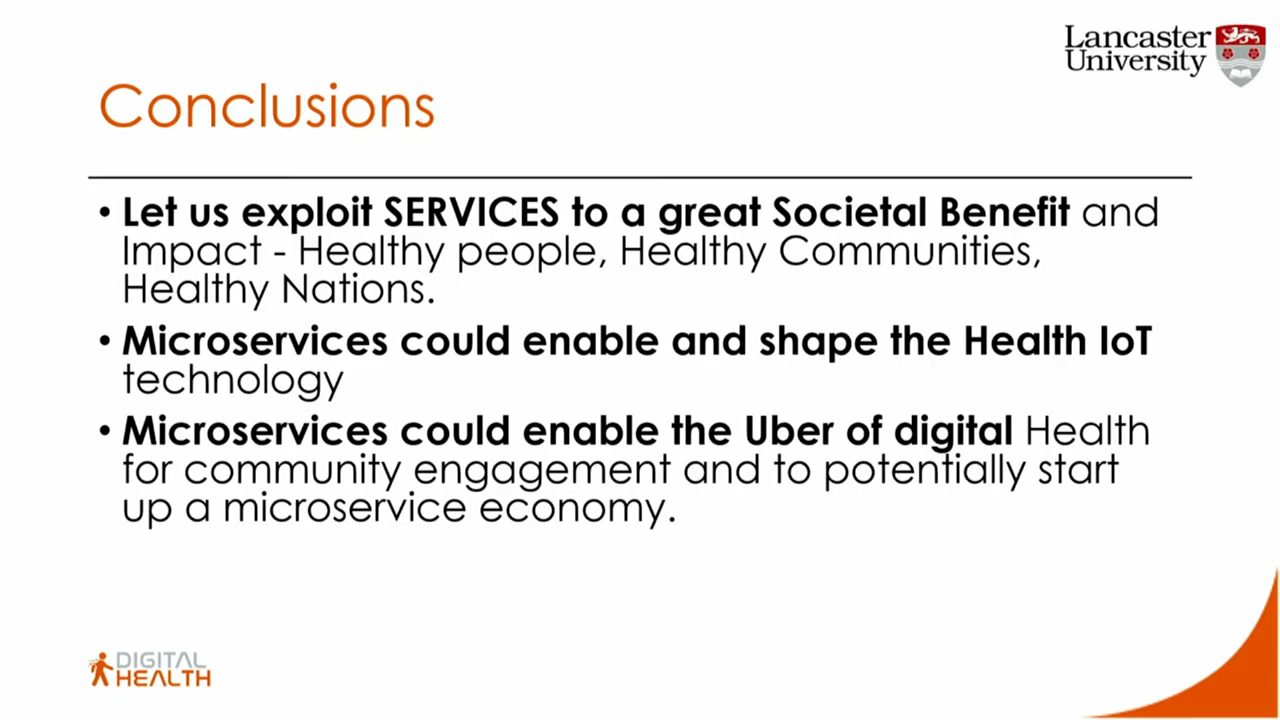 Lancaster
University
Conclusions
• Let us exploit SERVICES to a great Societal Benefit and
Impact - Healthy people, Healthy Communities,
Healthy Nations.
• Microservices could enable and shape the Health IoT
technology
• Microservices could enable the Uber of digital Health
for community engagement and to potentially start
up a microservice economy.
DIGITAL
HEALTH